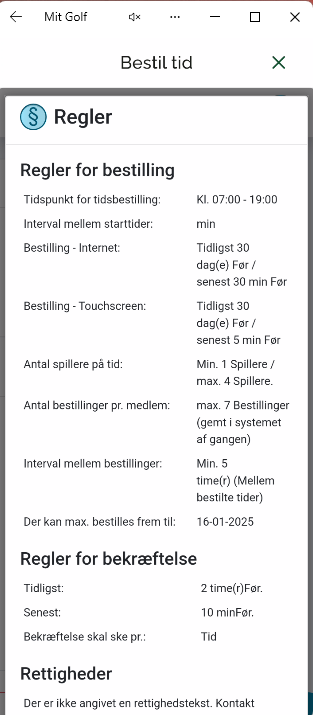 Mit Golf
Bestil tid
§ Regler
Regler for bestilling
Tidspunkt for tidsbestilling: Kl. 07:00 - 19:00
Interval mellem starttider: min
Bestilling - Internet: Tidligst 30
dag(e) Før /
senest 30 min Før
Bestilling - Touchscreen: Tidligst 30
dag(e) Før /
senest 5 min Før
Antal spillere på tid: Min. 1 Spillere /
max. 4 Spillere.
Antal bestillinger pr. medlem: max. 7 Bestillinger
(gemt i systemet
af gangen)
Interval mellem bestillinger: Min. 5
time(r) (Mellem
bestilte tider)
Der kan max. bestilles frem til: 16-01-2025
Regler for bekræftelse
Tidligst: 2 time(r)Før.
Senest: 10 minFør.
Bekræftelse skal ske pr.: Tid
Rettigheder
Der er ikke angivet en rettighedstekst. Kontakt